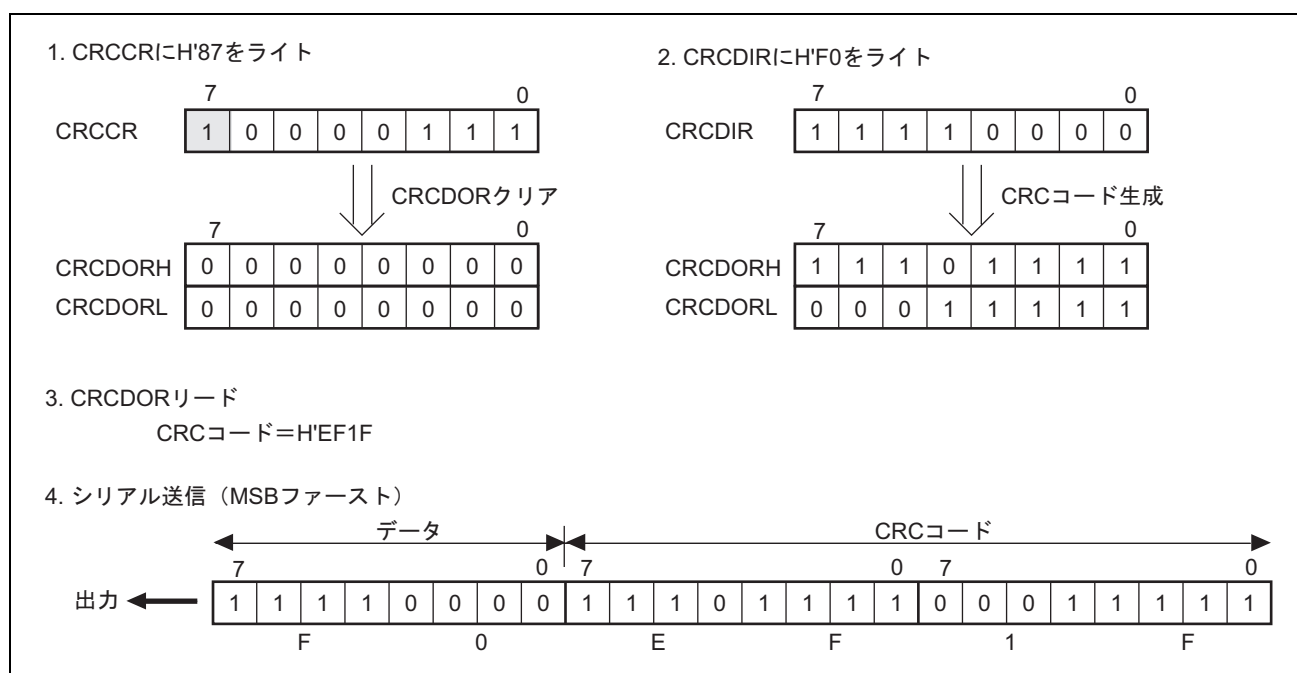 1. CRCCRにH'87をライト
7 0
CRCCR 1 0 0 0 0 1 1 1
CRCDORクリア
7 0
CRCDORH 0 0 0 0 0 0 0 0
CRCDORL 0 0 0 0 0 0 0 0
2. CRCDIRにH'F0をライト
7 0
CRCDIR 1 1 1 1 0 0 0 0
CRCコード生成
7 0
CRCDORH 1 1 1 0 1 1 1 1
CRCDORL 0 0 0 1 1 1 1 1
3. CRCDORリード
CRCコード＝H'EF1F
4. シリアル送信（MSBファースト）
データ CRCコード
7 0 7 0 7 0
出力 1 1 1 1 0 0 0 0 1 1 1 0 1 1 1 1 0 0 0 1 1 1 1 1
F 0 E F 1 F